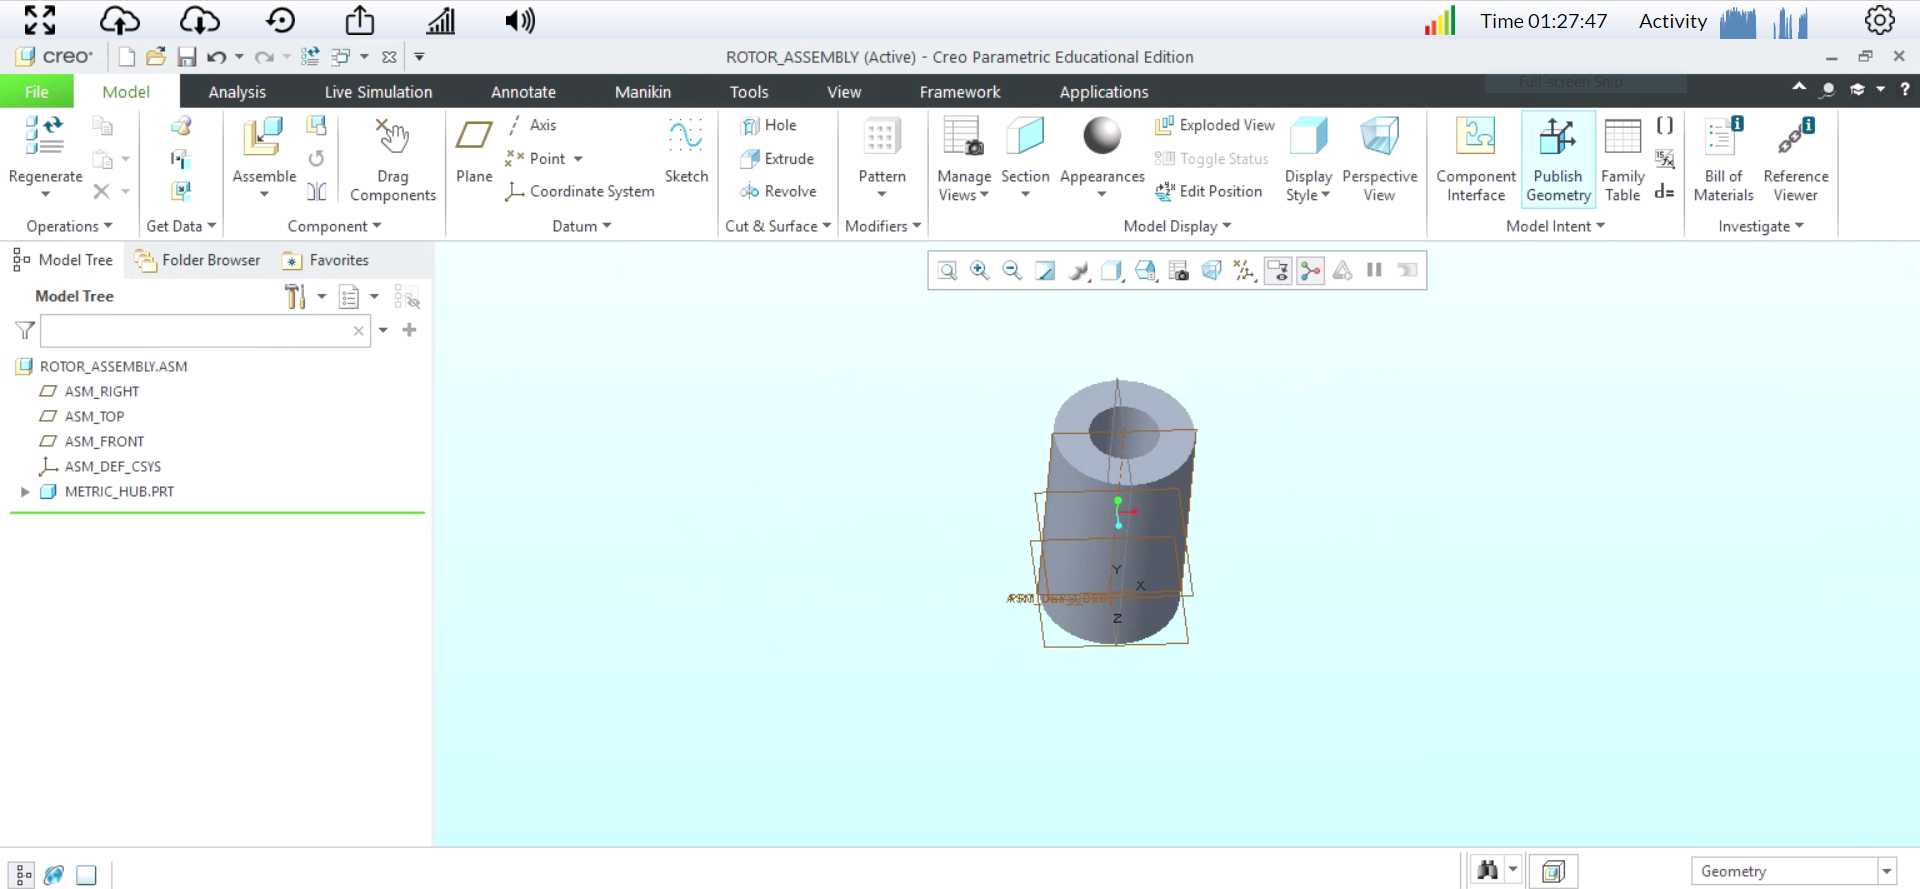 Time 01:27:47 Activity
creo
ROTOR_ASSEMBLY (Active) - Creo Parametric Educational Edition
File Model Analysis Live Simulation Annotate Manikin Tools View Framework Applications
Full-screen Snip
Regenerate
Operations
Get Data
Assemble
Drag Components
Component
Plane
Axis
Point
Coordinate System
Sketch
Datum
Hole
Extrude
Revolve
Cut & Surface
Pattern
Modifiers
Manage Views
Section
Appearances
Exploded View
Toggle Status
Edit Position
Display Style
Perspective View
Model Display
Component Interface
Publish Geometry
Family Table
d=
Model Intent
Bill of Materials
Reference Viewer
Investigate
Model Tree Folder Browser Favorites
Model Tree
ROTOR_ASSEMBLY.ASM
ASM_RIGHT
ASM_TOP
ASM_FRONT
ASM_DEF_CSYS
METRIC_HUB.PRT
Y
X
Z
Geometry